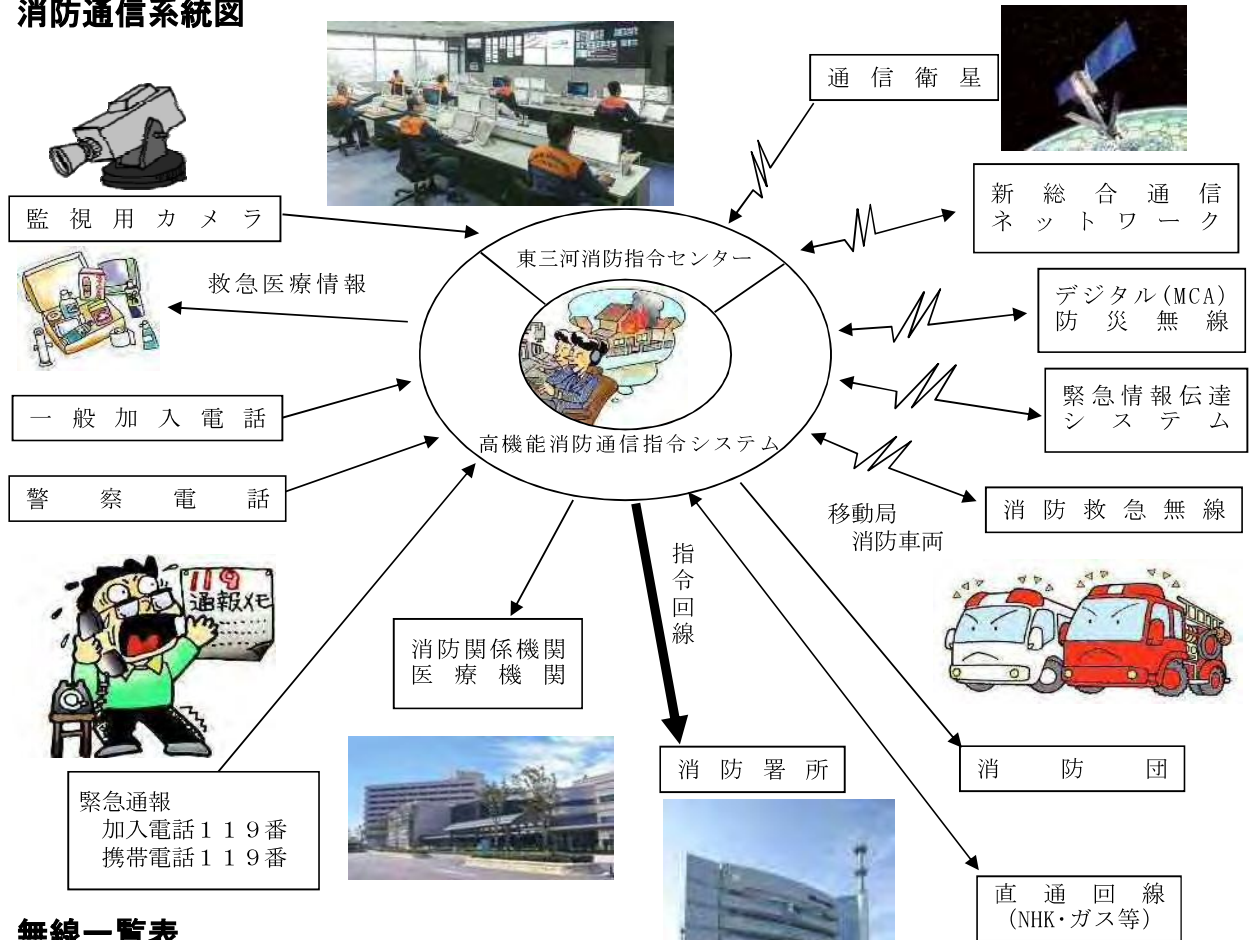 消防通信系統図
通信衛星
新総合通信
ネットワーク
監視用カメラ
東三河消防指令センター
救急医療情報
デジタル(MCA)
防災無線
緊急情報伝達
システム
一般加入電話
高機能消防通信指令システム
警察電話
消防救急無線
移動局
消防車両
指令回線
119
通報メモ
消防関係機関
医療機関
消防署所
消防団
緊急通報
加入電話１１９番
携帯電話１１９番
直通回線
(NHK・ガス等)
無線一覧表